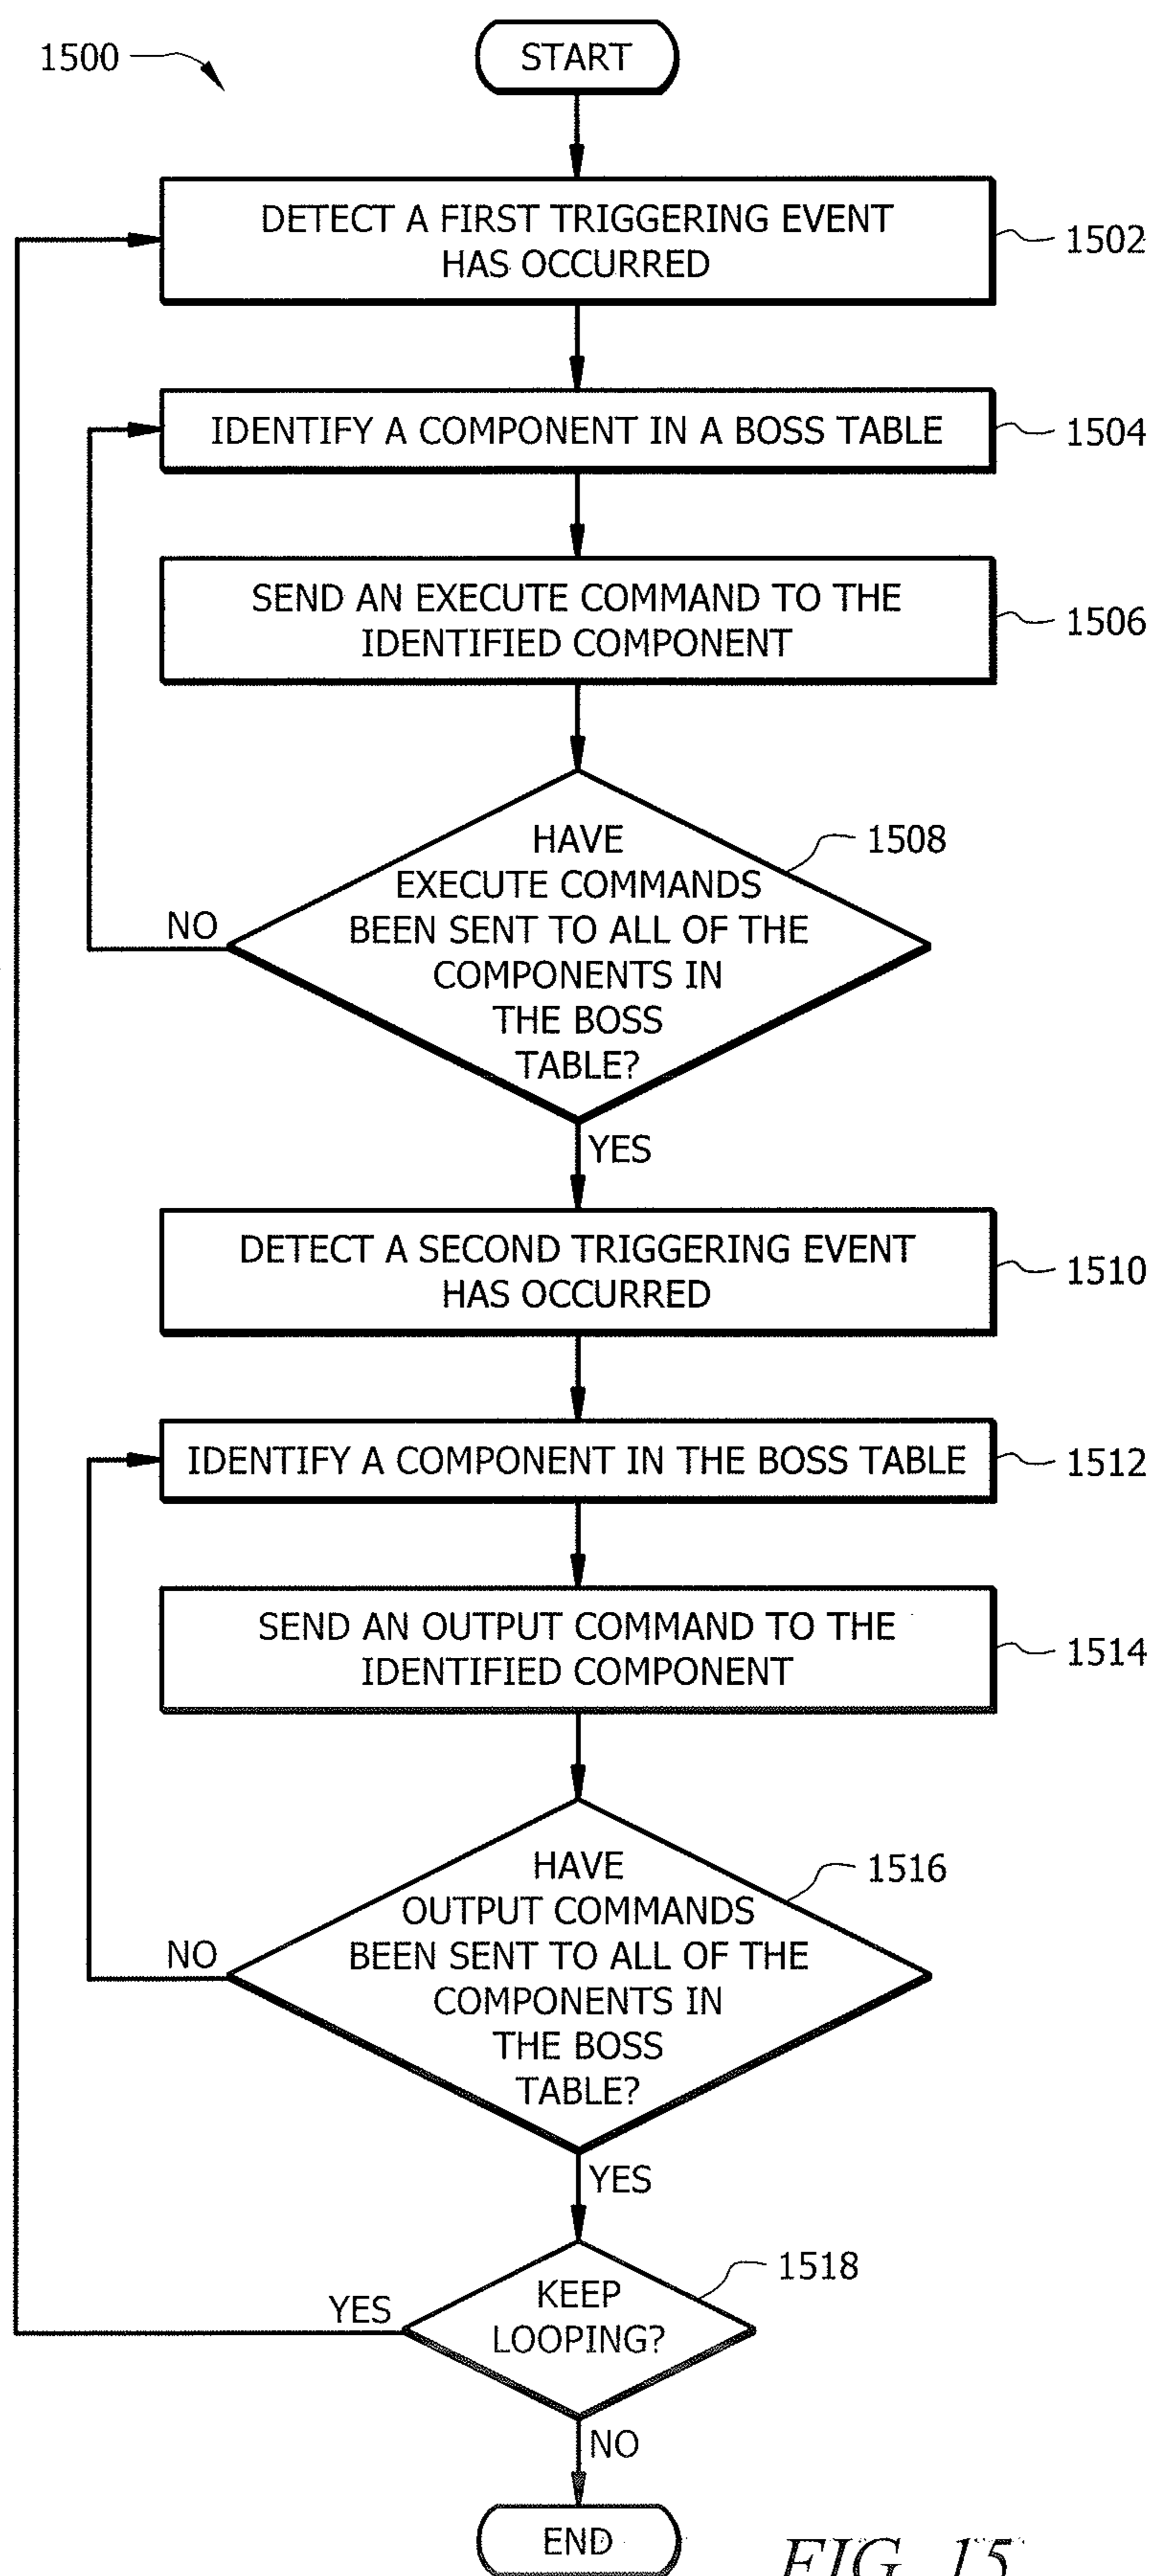 1500
START
DETECT A FIRST TRIGGERING EVENT
HAS OCCURRED
1502
IDENTIFY A COMPONENT IN A BOSS TABLE
1504
SEND AN EXECUTE COMMAND TO THE
IDENTIFIED COMPONENT
1506
HAVE
EXECUTE COMMANDS
BEEN SENT TO ALL OF THE
COMPONENTS IN
THE BOSS
TABLE?
1508
NO
YES
DETECT A SECOND TRIGGERING EVENT
HAS OCCURRED
1510
IDENTIFY A COMPONENT IN THE BOSS TABLE
1512
SEND AN OUTPUT COMMAND TO THE
IDENTIFIED COMPONENT
1514
HAVE
OUTPUT COMMANDS
BEEN SENT TO ALL OF THE
COMPONENTS IN
THE BOSS
TABLE?
1516
NO
YES
KEEP
LOOPING?
1518
YES
NO
END
FIG. 15